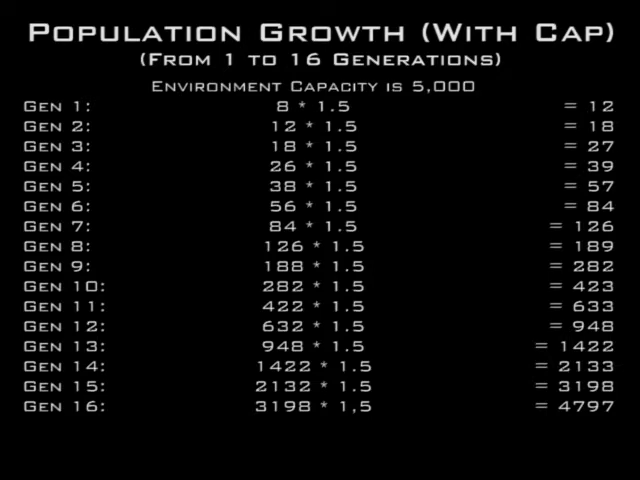 Population Growth (With Cap)
(From 1 to 16 Generations)
Environment Capacity is 5,000
Gen 1: 8 * 1.5 = 12
Gen 2: 12 * 1.5 = 18
Gen 3: 18 * 1.5 = 27
Gen 4: 26 * 1.5 = 39
Gen 5: 38 * 1.5 = 57
Gen 6: 56 * 1.5 = 84
Gen 7: 84 * 1.5 = 126
Gen 8: 126 * 1.5 = 189
Gen 9: 188 * 1.5 = 282
Gen 10: 282 * 1.5 = 423
Gen 11: 422 * 1.5 = 633
Gen 12: 632 * 1.5 = 948
Gen 13: 948 * 1.5 = 1422
Gen 14: 1422 * 1.5 = 2133
Gen 15: 2132 * 1.5 = 3198
Gen 16: 3198 * 1,5 = 4797